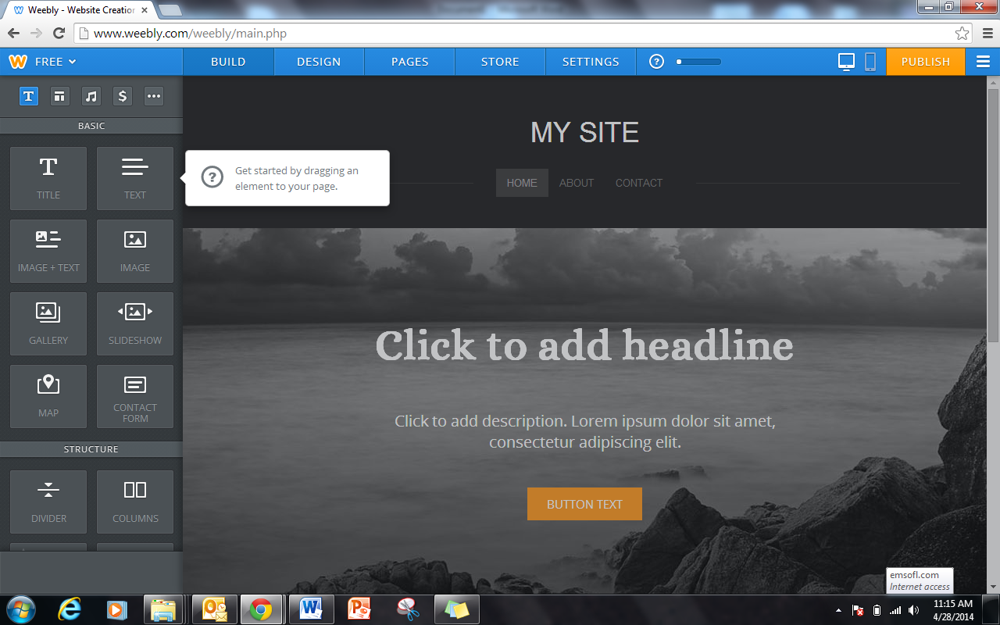 Weebly - Website Creation
www.weebly.com/weebly/main.php
FREE
BUILD
DESIGN
PAGES
STORE
SETTINGS
?
PUBLISH
T
$
BASIC
T
TITLE
TEXT
IMAGE + TEXT
IMAGE
GALLERY
SLIDESHOW
MAP
CONTACT
FORM
STRUCTURE
DIVIDER
COLUMNS
?
Get started by dragging an
element to your page.
MY SITE
HOME
ABOUT
CONTACT
Click to add headline
Click to add description. Lorem ipsum dolor sit amet,
consectetur adipiscing elit.
BUTTON TEXT
emsofl.com
Internet access
11:15 AM
4/28/2014